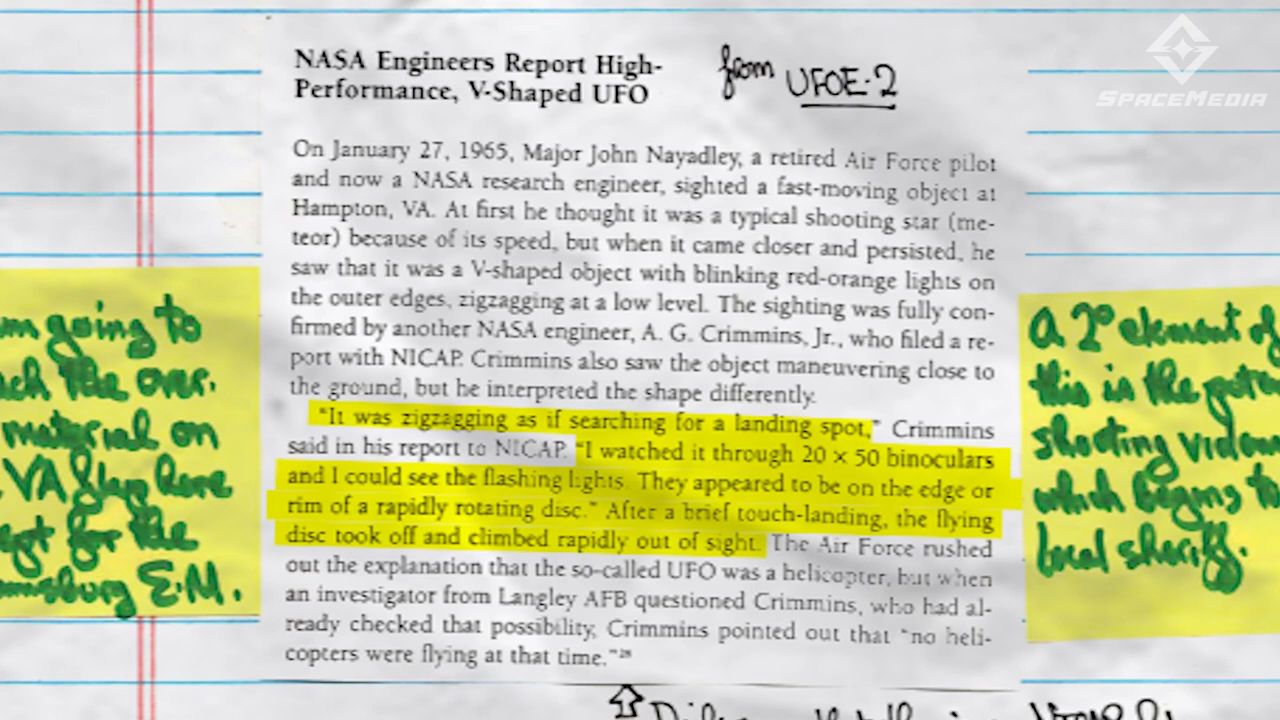 SPACEMEDIA
NASA Engineers Report High-
Performance, V-Shaped UFO
from UFOE-2
On January 27, 1965, Major John Nayadley, a retired Air Force pilot
and now a NASA research engineer, sighted a fast-moving object at
Hampton, VA. At first he thought it was a typical shooting star (me-
teor) because of its speed, but when it came closer and persisted, he
saw that it was a V-shaped object with blinking red-orange lights on
the outer edges, zigzagging at a low level. The sighting was fully con-
firmed by another NASA engineer, A. G. Crimmins, Jr., who filed a re-
port with NICAP. Crimmins also saw the object maneuvering close to
the ground, but he interpreted the shape differently.
"It was zigzagging as if searching for a landing spot," Crimmins
said in his report to NICAP. "I watched it through 20 × 50 binoculars
and I could see the flashing lights. They appeared to be on the edge or
rim of a rapidly rotating disc." After a brief touch-landing, the flying
disc took off and climbed rapidly out of sight. The Air Force rushed
out the explanation that the so-called UFO was a helicopter, but when
an investigator from Langley AFB questioned Crimmins, who had al-
ready checked that possibility, Crimmins pointed out that "no heli-
copters were flying at that time."²⁸
going to
the over.
material on
VA flap here
for the
E.M.
a 2° element of
this is the
shooting
which begins to
local sheriff.